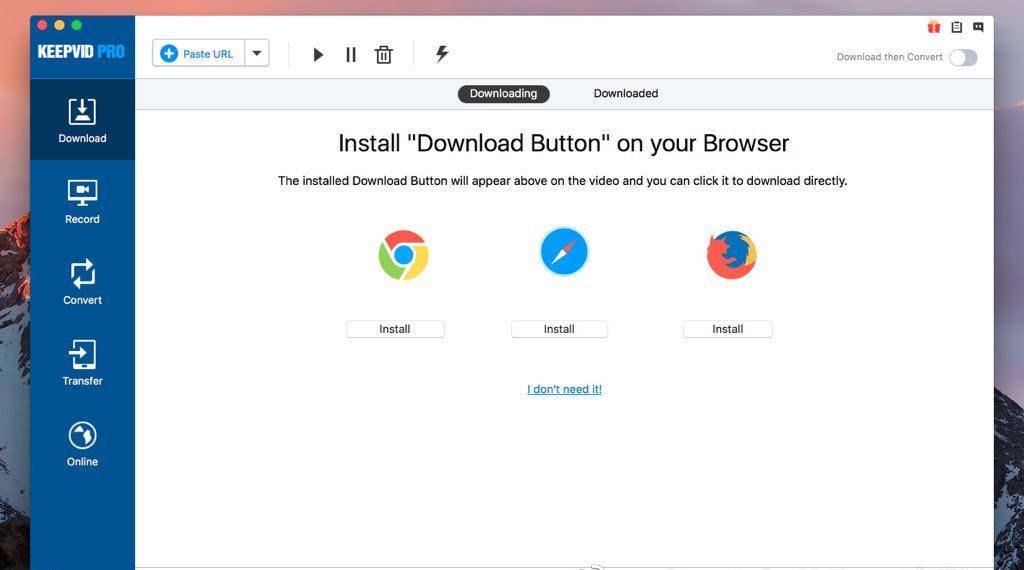 KEEPVID PRO
Paste URL
Download then Convert
Downloading
Downloaded
Download
Record
Convert
Transfer
Online
Install "Download Button" on your Browser
The installed Download Button will appear above on the video and you can click it to download directly.
Install
Install
Install
I don't need it!